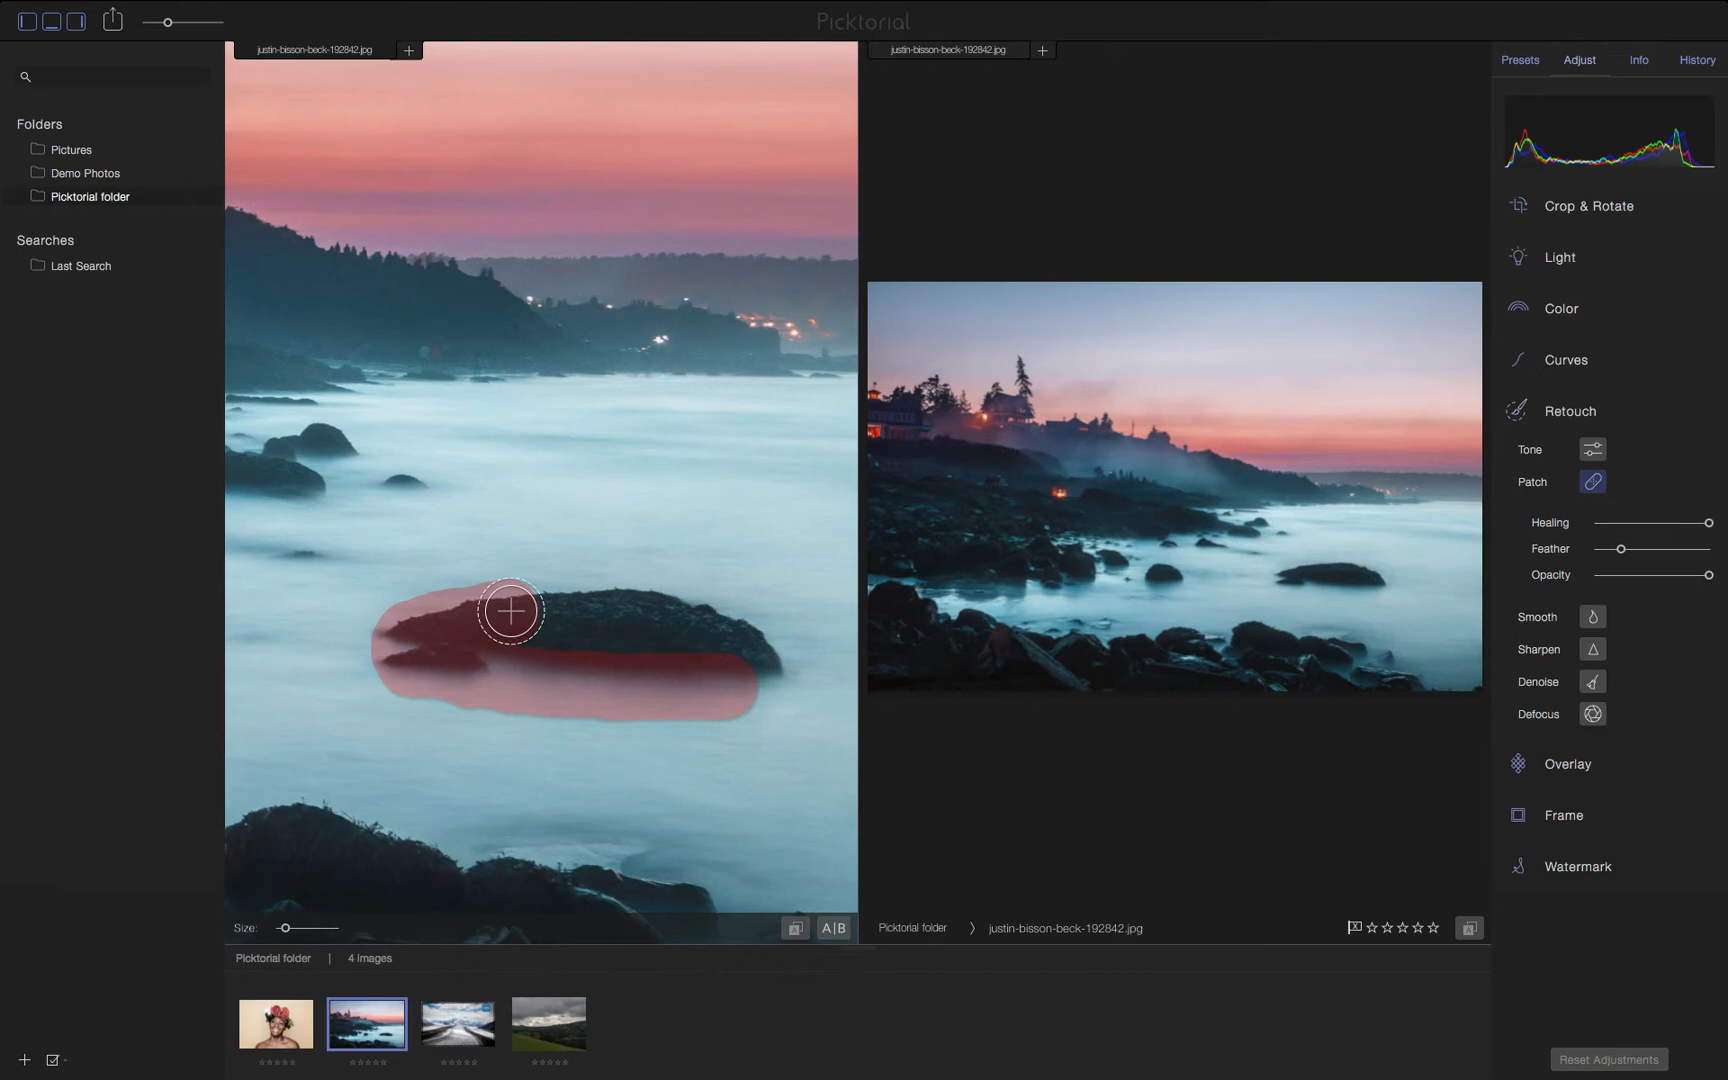 Picktorial
justin-bisson-beck-192842.jpg
justin-bisson-beck-192842.jpg
Presets Adjust Info History
Folders
Pictures
Demo Photos
Picktorial folder
Searches
Last Search
Crop & Rotate
Light
Color
Curves
Retouch
Tone
Patch
Healing
Feather
Opacity
Smooth
Sharpen
Denoise
Defocus
Overlay
Frame
Watermark
Size:
A
A|B
Picktorial folder 〉 justin-bisson-beck-192842.jpg
A
Picktorial folder | 4 images
Reset Adjustments